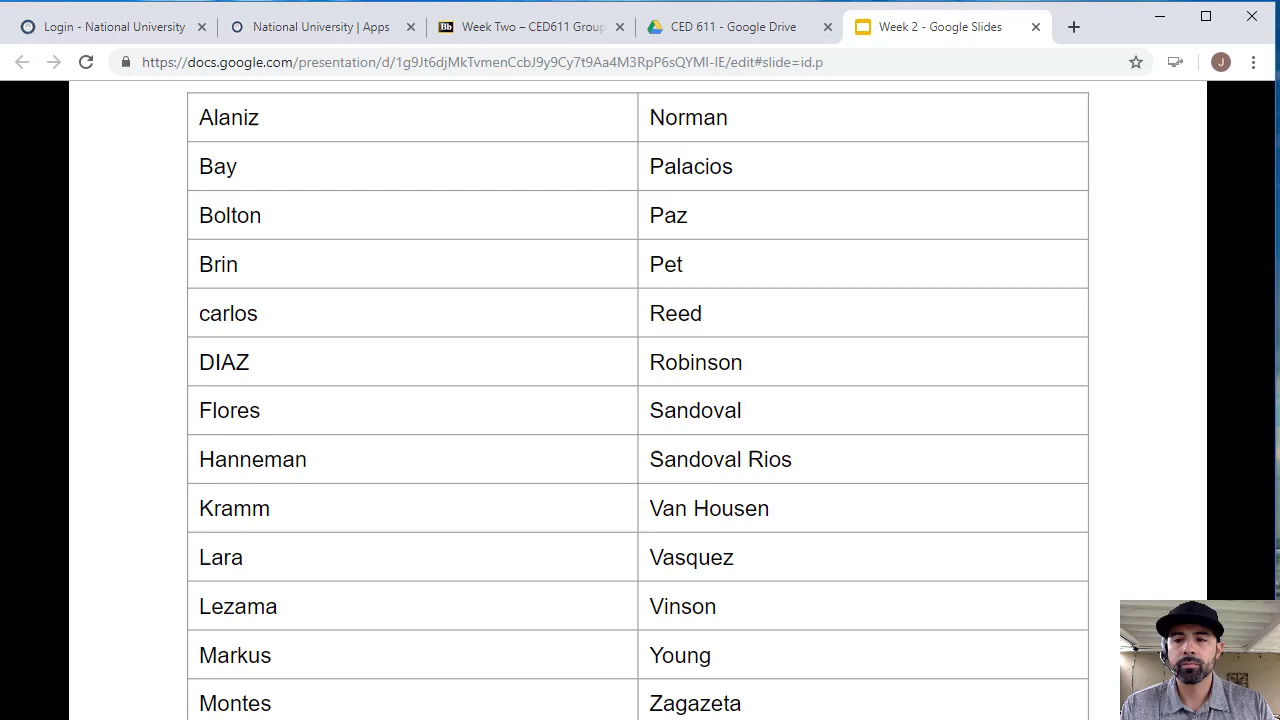 Login - National University
National University | Apps
Bb Week Two – CED611 Group
CED 611 - Google Drive
Week 2 - Google Slides
https://docs.google.com/presentation/d/1g9Jt6djMkTvmenCcbJ9y9Cy7t9Aa4M3RpP6sQYMI-IE/edit#slide=id.p
J
Alaniz Norman
Bay Palacios
Bolton Paz
Brin Pet
carlos Reed
DIAZ Robinson
Flores Sandoval
Hanneman Sandoval Rios
Kramm Van Housen
Lara Vasquez
Lezama Vinson
Markus Young
Montes Zagazeta